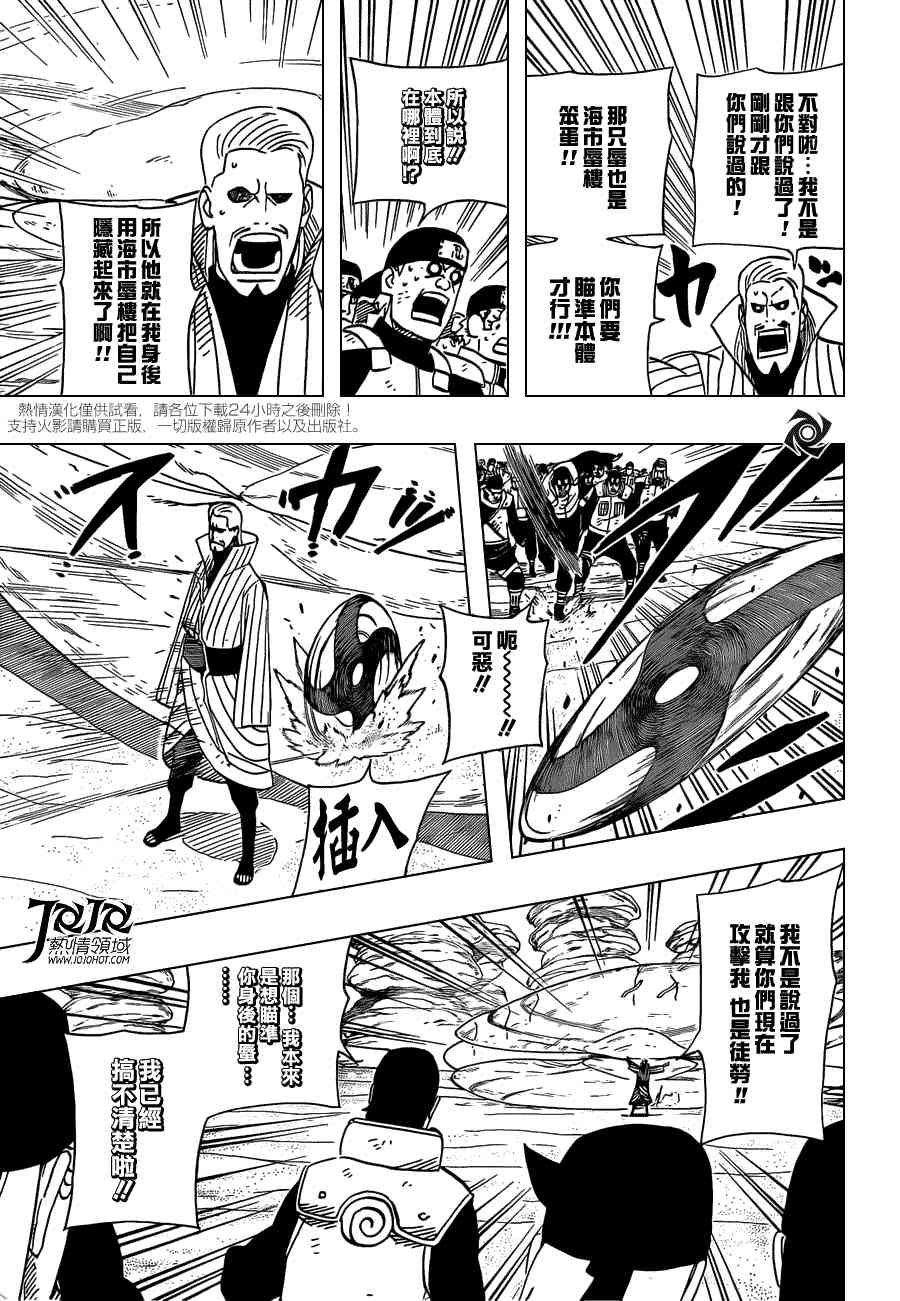 不對啦…我不是
跟你們說過了！
剛剛才跟
你們說過的！
那只蜃也是
海市蜃樓
笨蛋!!
你們要
瞄準本體
才行!!!
ヤッ
所以說!!
本體到底
在哪裡啊!?
忍
所以他就在我身後
用海市蜃樓把自己
隱藏起來了啊!!
熱情漢化僅供試看，請各位下載24小時之後刪除！
支持火影請購買正版，一切版權歸原作者以及出版社。
呃～～～～!!
可惡!!
カッ
插入
我不是說過了
就算你們現在
攻擊我 也是徒勞!!
那個…我本來
是想瞄準
你身後的蜃…
……
我已經
搞不清楚啦!!
JOJO
熱情領域
WWW.JOJOHOT.COM